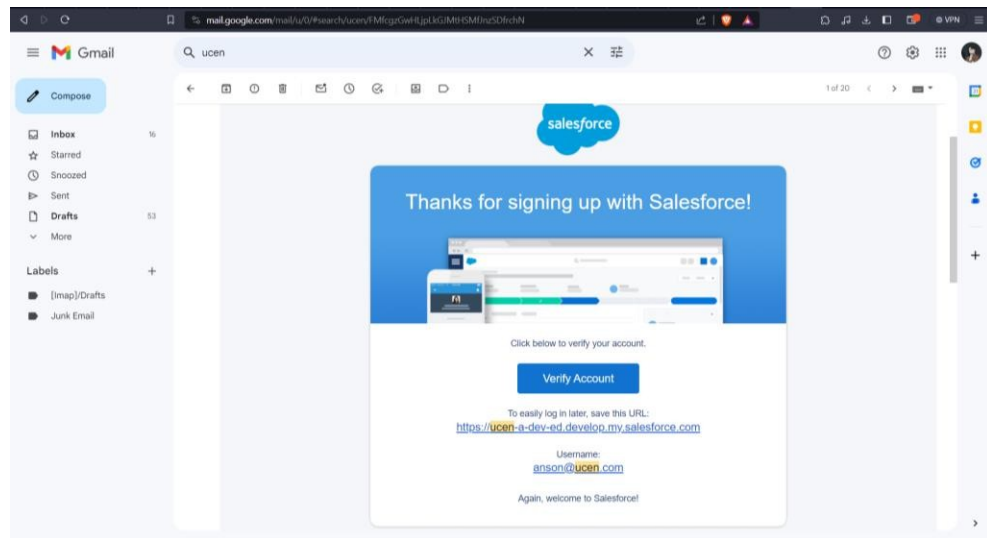 mail.google.com/mail/u/0/#search/ucen/
VPN
Gmail
ucen
Compose
1 of 20
Inbox 16
Starred
Snoozed
Sent
Drafts 53
More
Labels
[Imap]/Drafts
Junk Email
salesforce
Thanks for signing up with Salesforce!
Click below to verify your account.
Verify Account
To easily log in later, save this URL:
https://ucen-a-dev-ed.develop.my.salesforce.com
Username:
anson@ucen.com
Again, welcome to Salesforce!